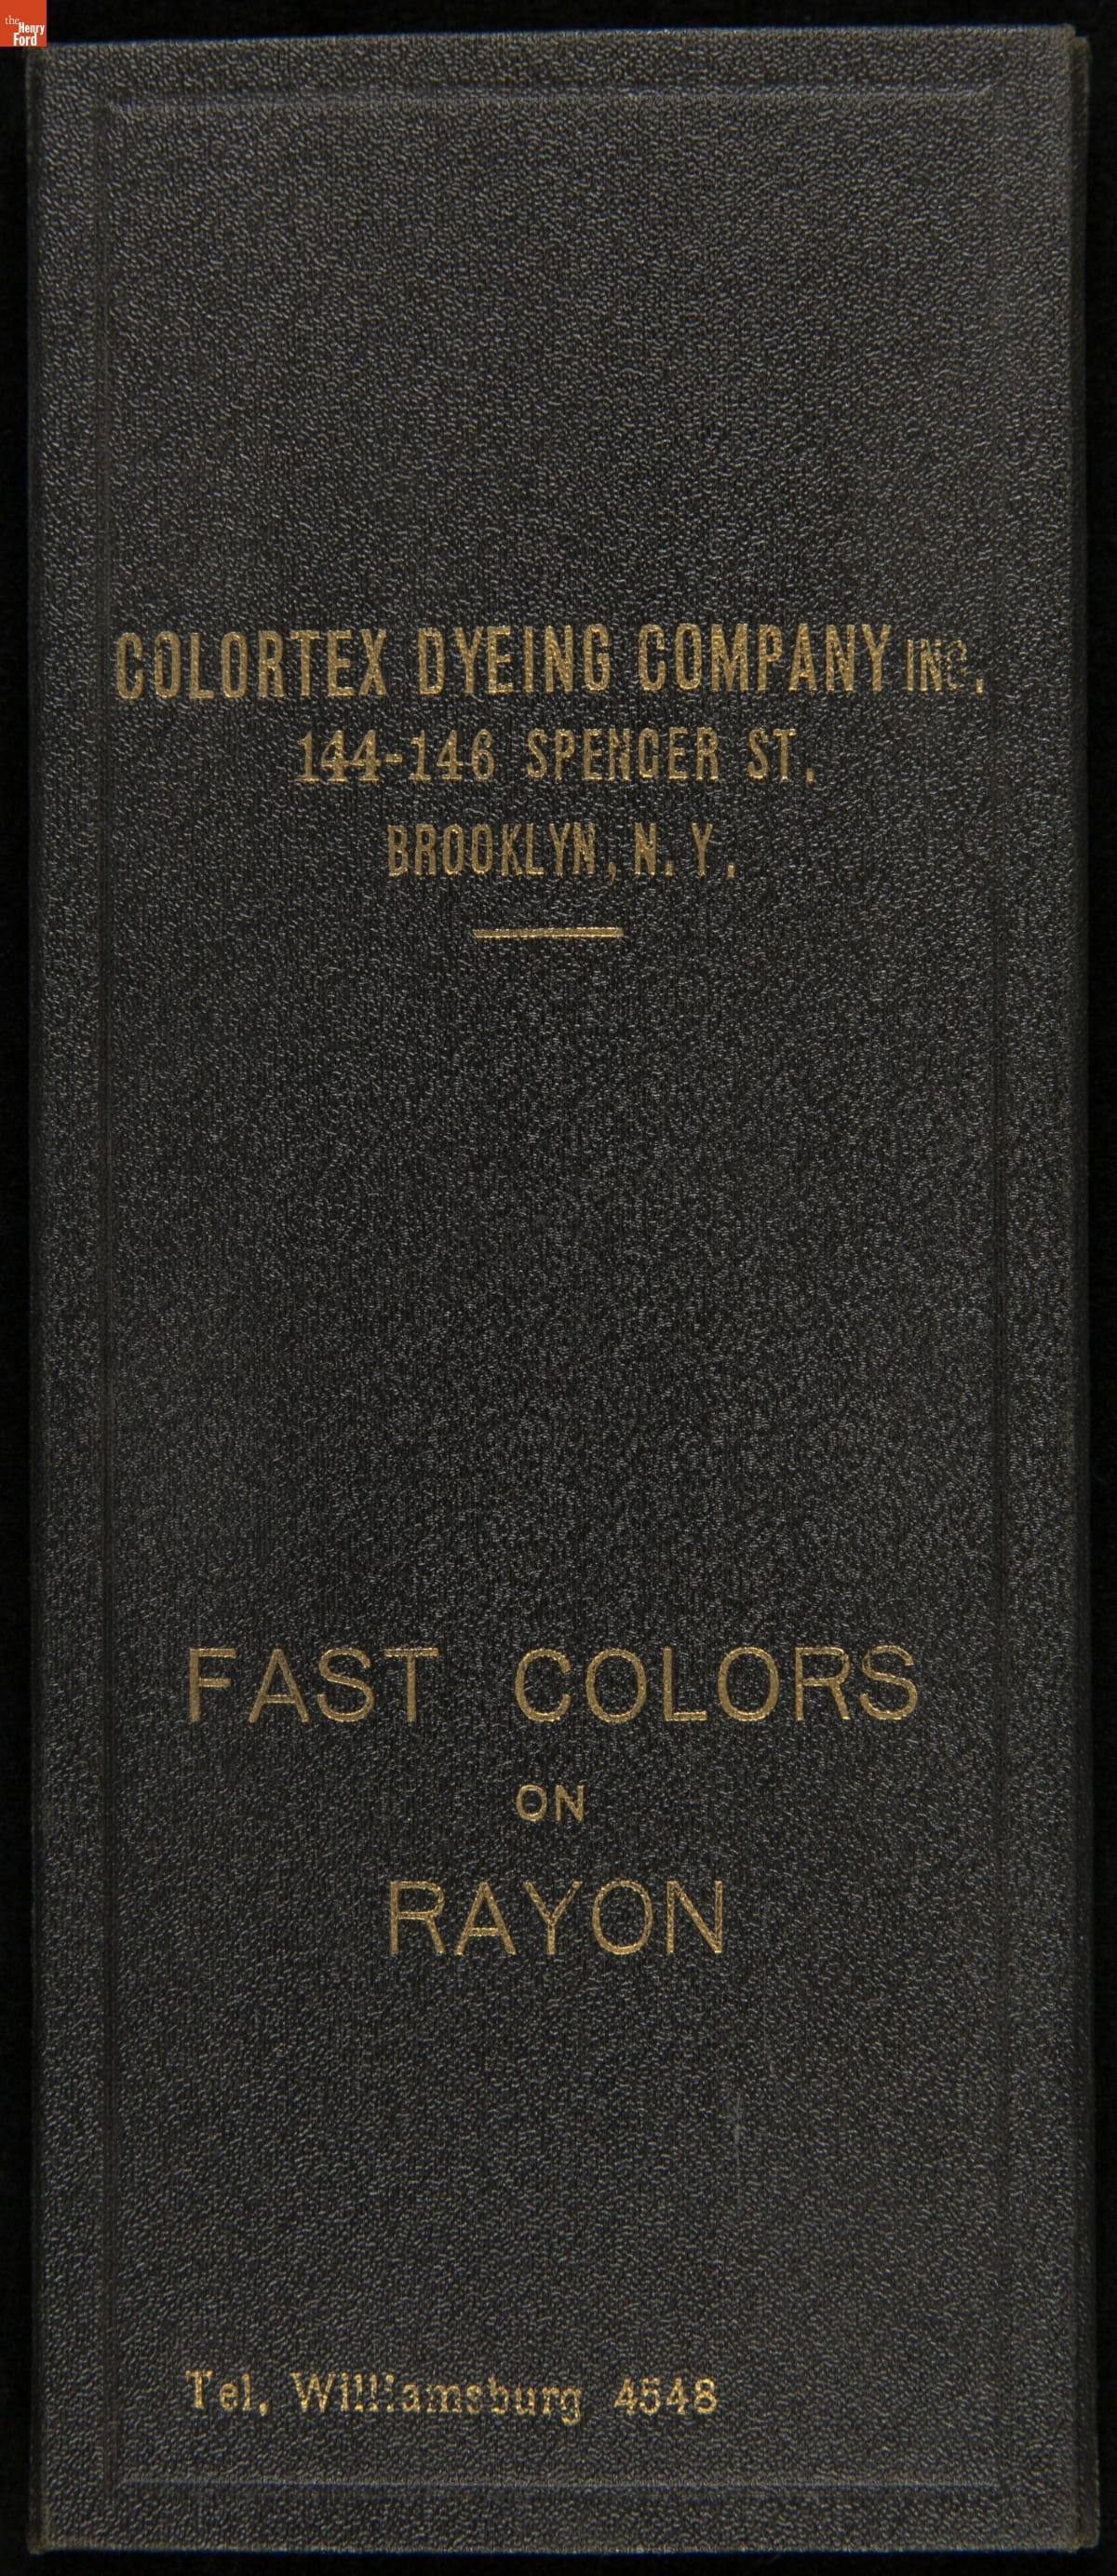 the
Henry
Ford
COLORTEX DYEING COMPANY INC.
144-146 SPENCER ST.
BROOKLYN, N. Y.
FAST COLORS
ON
RAYON
Tel. Williamsburg 4548